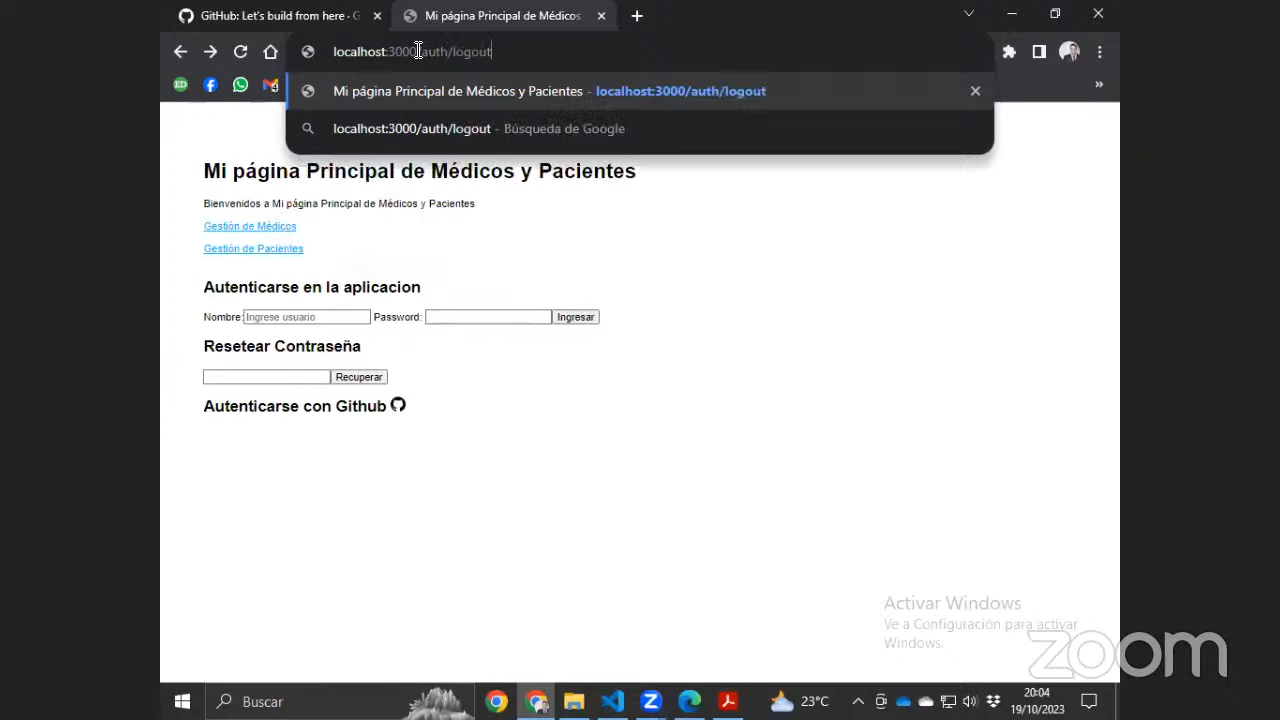 GitHub: Let's build from here · G
Mi página Principal de Médicos
localhost:3000/auth/logout
Mi página Principal de Médicos y Pacientes - localhost:3000/auth/logout
localhost:3000/auth/logout - Búsqueda de Google
ED
4
»
Mi página Principal de Médicos y Pacientes
Bienvenidos a Mi página Principal de Médicos y Pacientes
Gestión de Médicos
Gestión de Pacientes
Autenticarse en la aplicacion
Nombre: Ingrese usuario Password: Ingresar
Resetear Contraseña
Recuperar
Autenticarse con Github
Activar Windows
Ve a Configuración para activar
Windows.
zoom
Buscar
23°C
20:04
19/10/2023